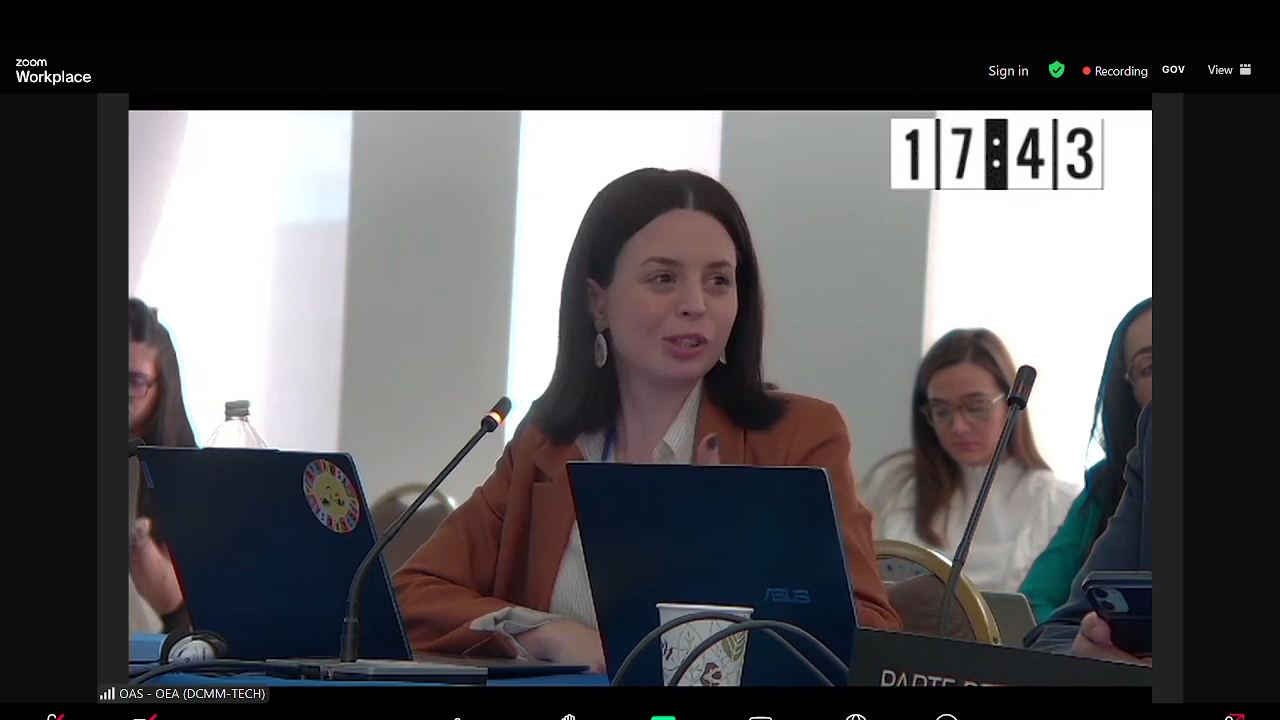 zoom
Workplace
Sign in
Recording
GOV
View
17:43
ASUS
PARTE
OAS - OEA (DCMM-TECH)